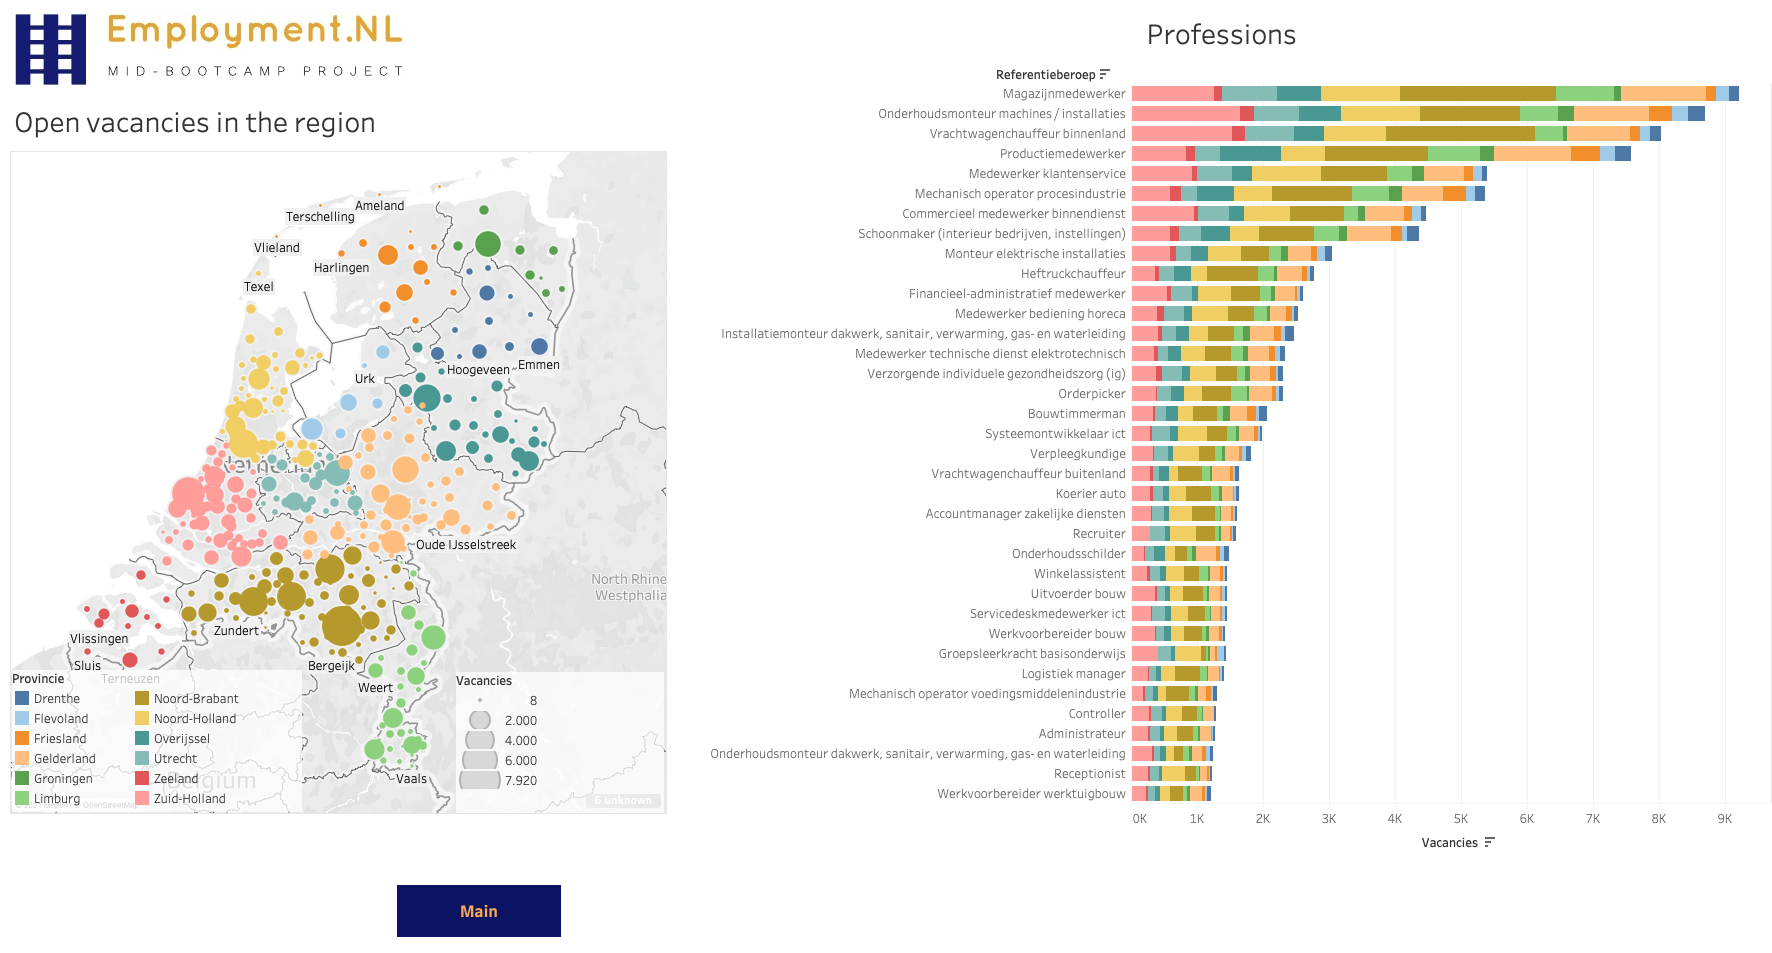 Employment.NL
MID-BOOTCAMP PROJECT
Open vacancies in the region
Ameland
Terschelling
Vlieland
Harlingen
Texel
Emmen
Hoogeveen
Urk
Oude IJsselstreek
North Rhine
Westphalia
Zundert
Vlissingen
Sluis
Bergeijk
Terneuzen
Weert
Belgium
Vaals
Provincie
Drenthe
Flevoland
Friesland
Gelderland
Groningen
Limburg
Noord-Brabant
Noord-Holland
Overijssel
Utrecht
Zeeland
Zuid-Holland
Vacancies
8
2.000
4.000
6.000
7.920
6 unknown
Main
Professions
Referentieberoep
Magazijnmedewerker
Onderhoudsmonteur machines / installaties
Vrachtwagenchauffeur binnenland
Productiemedewerker
Medewerker klantenservice
Mechanisch operator procesindustrie
Commercieel medewerker binnendienst
Schoonmaker (interieur bedrijven, instellingen)
Monteur elektrische installaties
Heftruckchauffeur
Financieel-administratief medewerker
Medewerker bediening horeca
Installatiemonteur dakwerk, sanitair, verwarming, gas- en waterleiding
Medewerker technische dienst elektrotechnisch
Verzorgende individuele gezondheidszorg (ig)
Orderpicker
Bouwtimmerman
Systeemontwikkelaar ict
Verpleegkundige
Vrachtwagenchauffeur buitenland
Koerier auto
Accountmanager zakelijke diensten
Recruiter
Onderhoudsschilder
Winkelassistent
Uitvoerder bouw
Servicedeskmedewerker ict
Werkvoorbereider bouw
Groepsleerkracht basisonderwijs
Logistiek manager
Mechanisch operator voedingsmiddelenindustrie
Controller
Administrateur
Onderhoudsmonteur dakwerk, sanitair, verwarming, gas- en waterleiding
Receptionist
Werkvoorbereider werktuigbouw
0K 1K 2K 3K 4K 5K 6K 7K 8K 9K
Vacancies